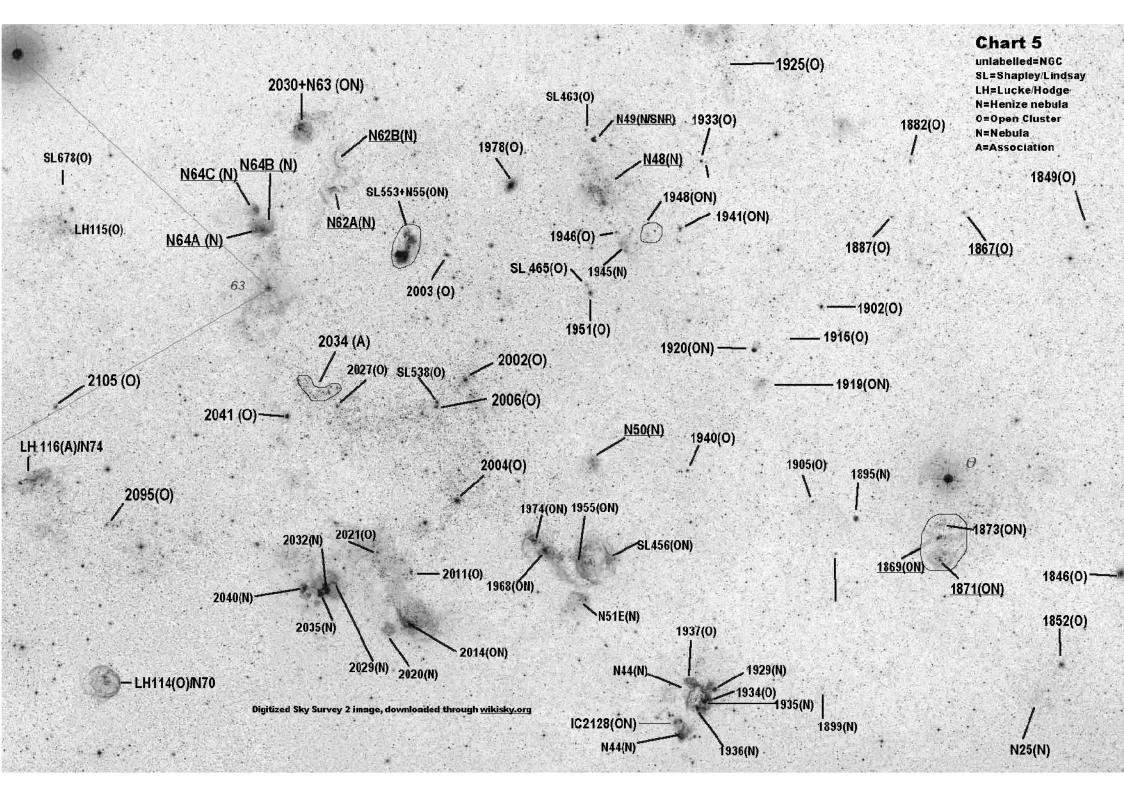 Chart 5
unlabelled=NGC
SL=Shapley/Lindsay
LH=Lucke/Hodge
N=Henize nebula
O=Open Cluster
N=Nebula
A=Association
1925(O)
2030+N63 (ON)
SL463(O)
N49(N/SNR)
1933(O)
1882(O)
N62B(N)
1978(O)
SL678(O)
N64B (N)
N64C (N)
N48(N)
1849(O)
SL553+N55(ON)
1948(ON)
1941(ON)
LH115(O)
N62A(N)
N64A (N)
1946(O)
1887(O)
1867(O)
SL 465(O)
1945(N)
63
2003 (O)
1902(O)
1951(O)
1915(O)
2034 (A)
1920(ON)
2027(O)
SL538(O)
2002(O)
2105 (O)
1919(ON)
2006(O)
2041 (O)
N50(N)
1940(O)
LH 116(A)/N74
2004(O)
1905(O)
θ
1895(N)
2095(O)
1974(ON)
1955(ON)
2021(O)
1873(ON)
2032(N)
SL456(ON)
1869(ON)
2011(O)
1846(O)
1968(ON)
1871(ON)
2040(N)
N51E(N)
1852(O)
2035(N)
1937(O)
2014(ON)
2029(N)
2020(N)
N44(N)
1929(N)
LH114(O)/N70
1934(O)
1935(N)
Digitized Sky Survey 2 image, downloaded through wikisky.org
IC2128(ON)
1899(N)
N44(N)
1936(N)
N25(N)